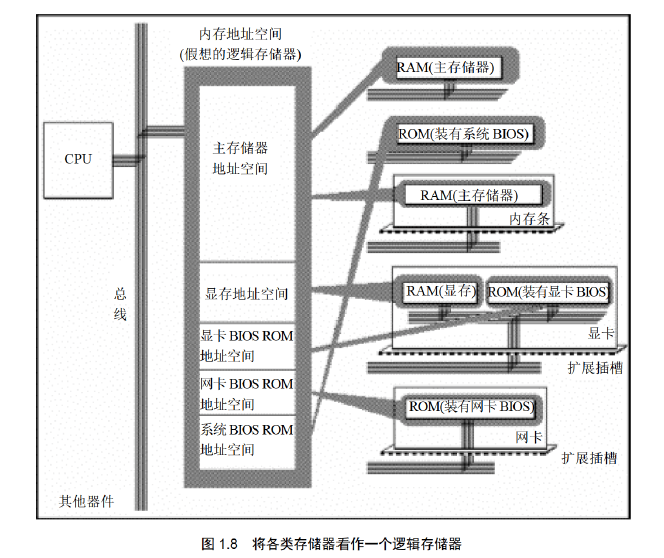 内存地址空间
(假想的逻辑存储器)
CPU
主存储器
地址空间
显存地址空间
显卡 BIOS ROM
地址空间
网卡 BIOS ROM
地址空间
系统 BIOS ROM
地址空间
总
线
其他器件
RAM(主存储器)
ROM(装有系统 BIOS)
RAM(主存储器)
内存条
RAM(显存)
ROM(装有显卡 BIOS)
显卡
扩展插槽
ROM(装有网卡 BIOS)
网卡
扩展插槽
图 1.8 将各类存储器看作一个逻辑存储器